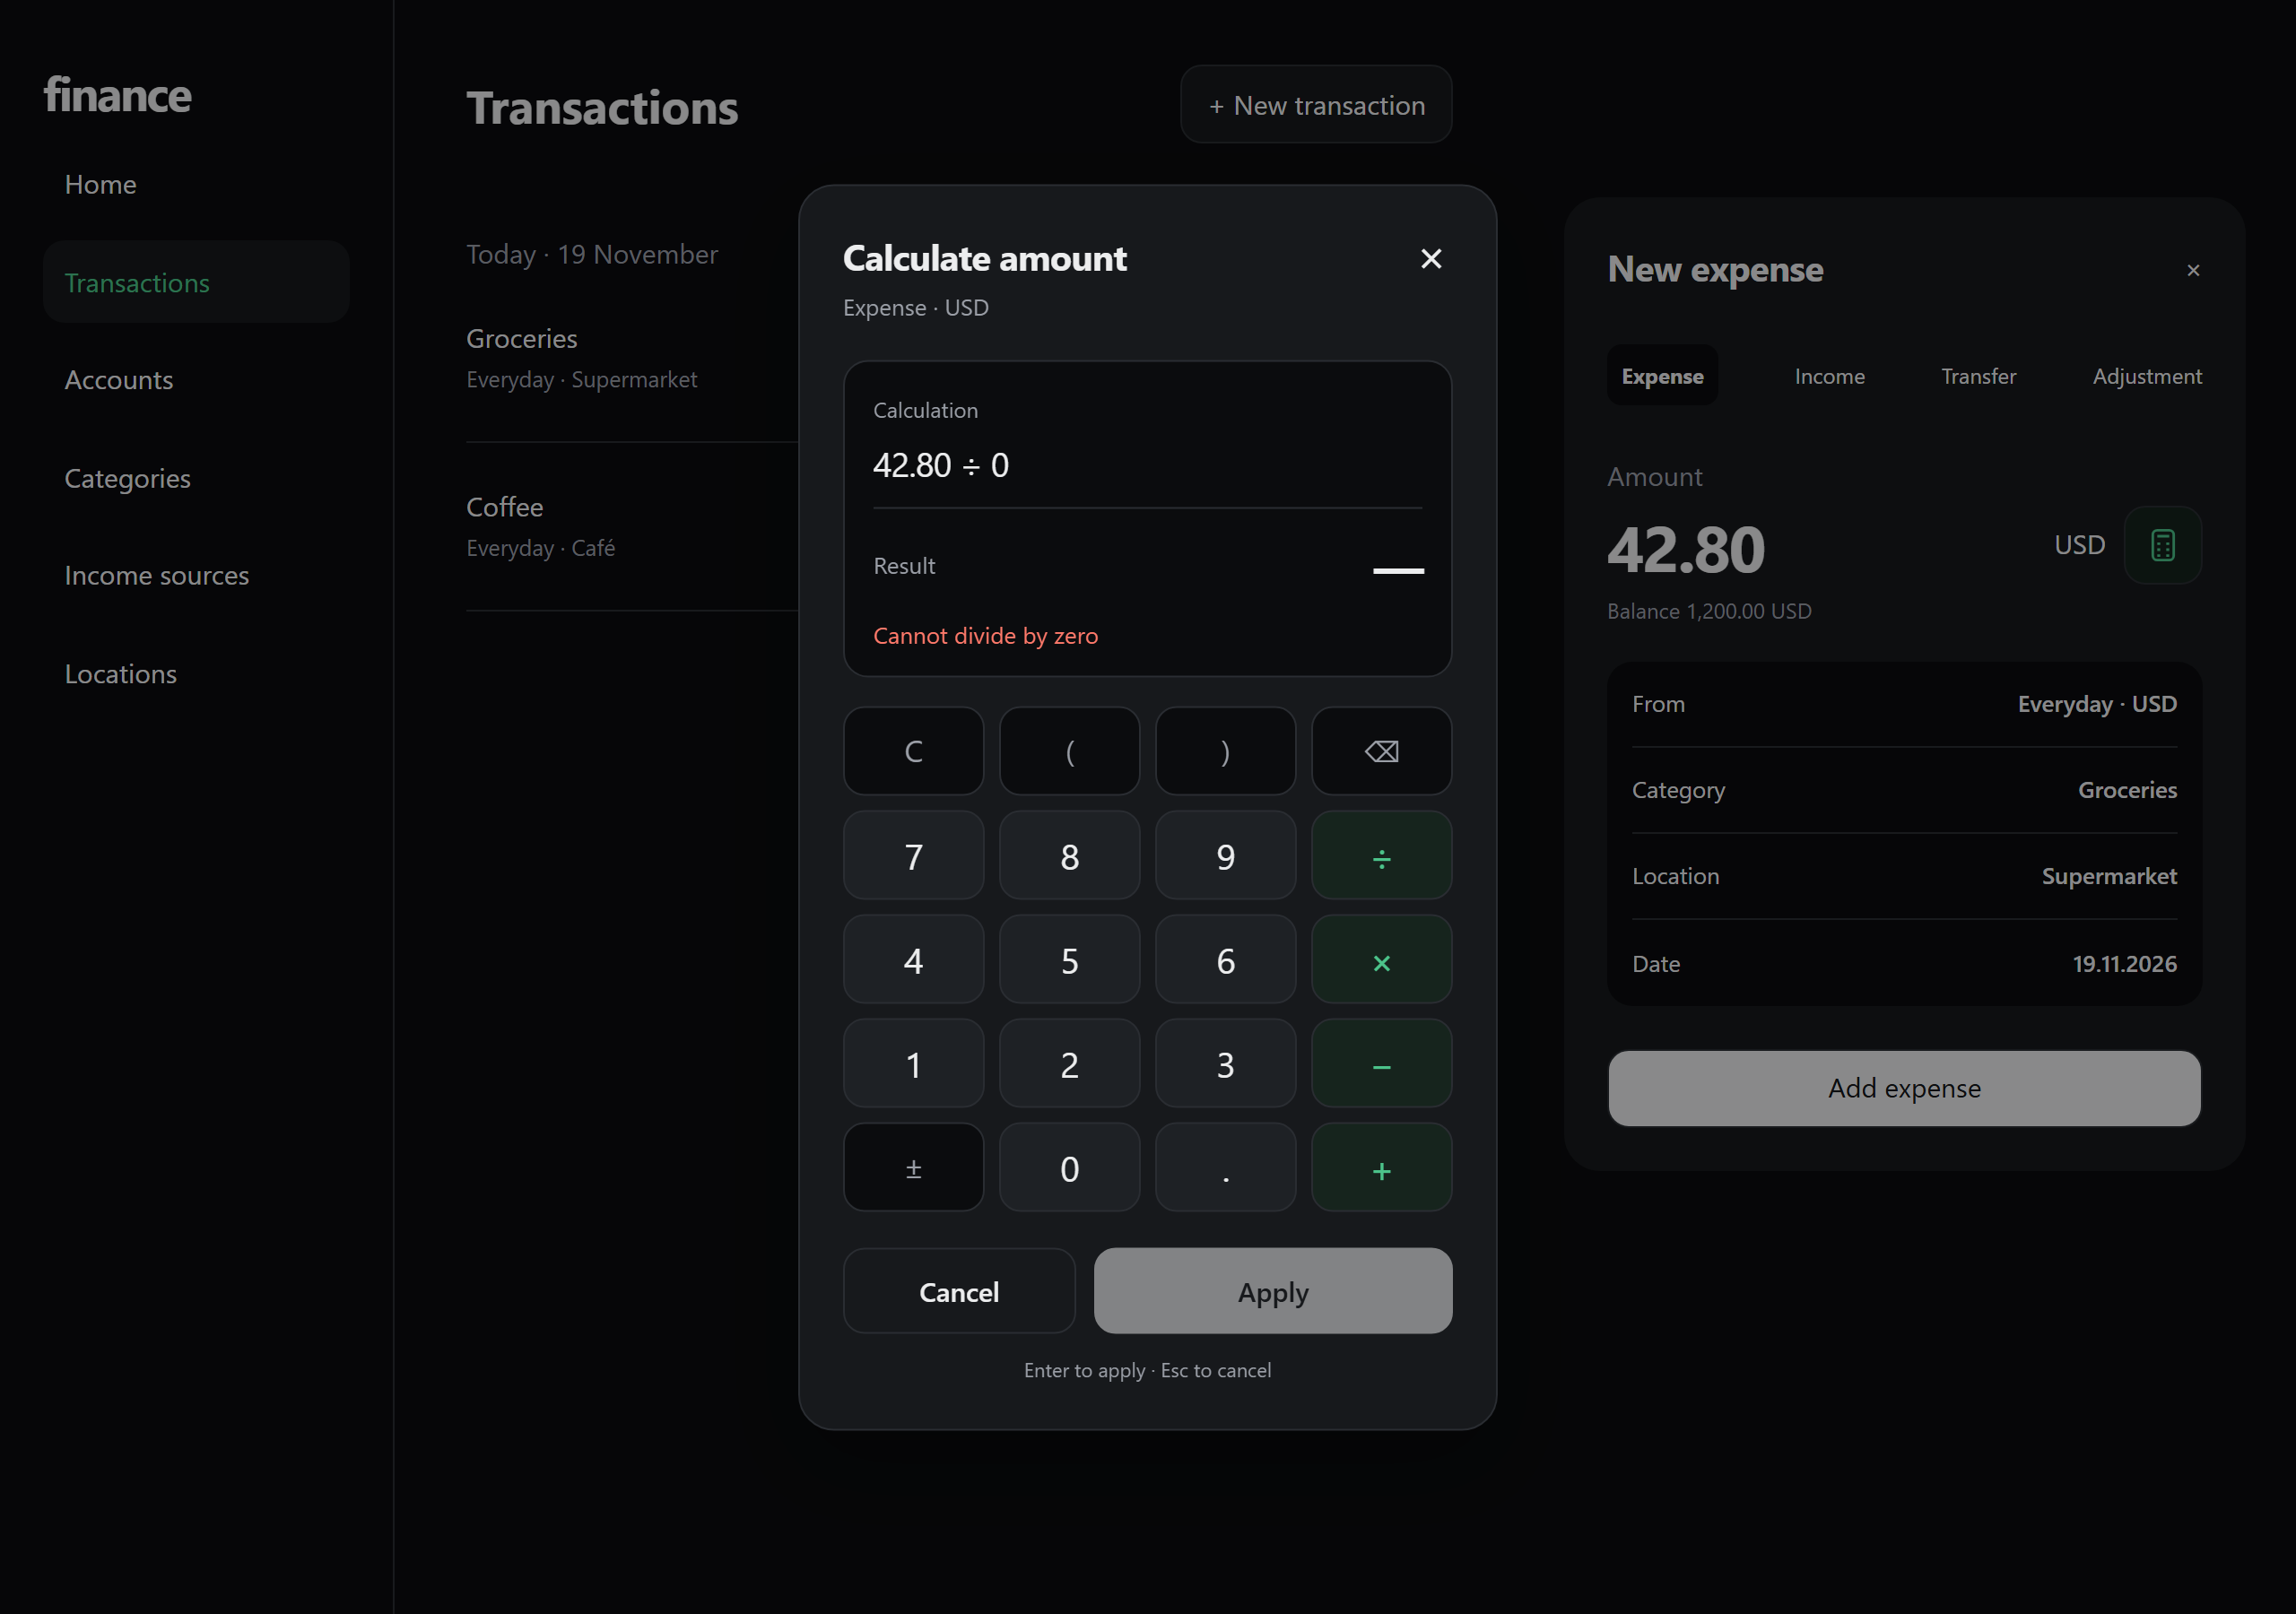 finance
Home
Transactions
Accounts
Categories
Income sources
Locations
Transactions
+ New transaction
Today · 19 November
Groceries
Everyday · Supermarket
Coffee
Everyday · Café
Calculate amount
×
Expense · USD
Calculation
42.80 ÷ 0
Result —
Cannot divide by zero
C ( ) ⌫
7 8 9 ÷
4 5 6 ×
1 2 3 −
± 0 . +
Cancel Apply
Enter to apply · Esc to cancel
New expense ×
Expense Income Transfer Adjustment
Amount
42.80 USD
Balance 1,200.00 USD
From Everyday · USD
Category Groceries
Location Supermarket
Date 19.11.2026
Add expense